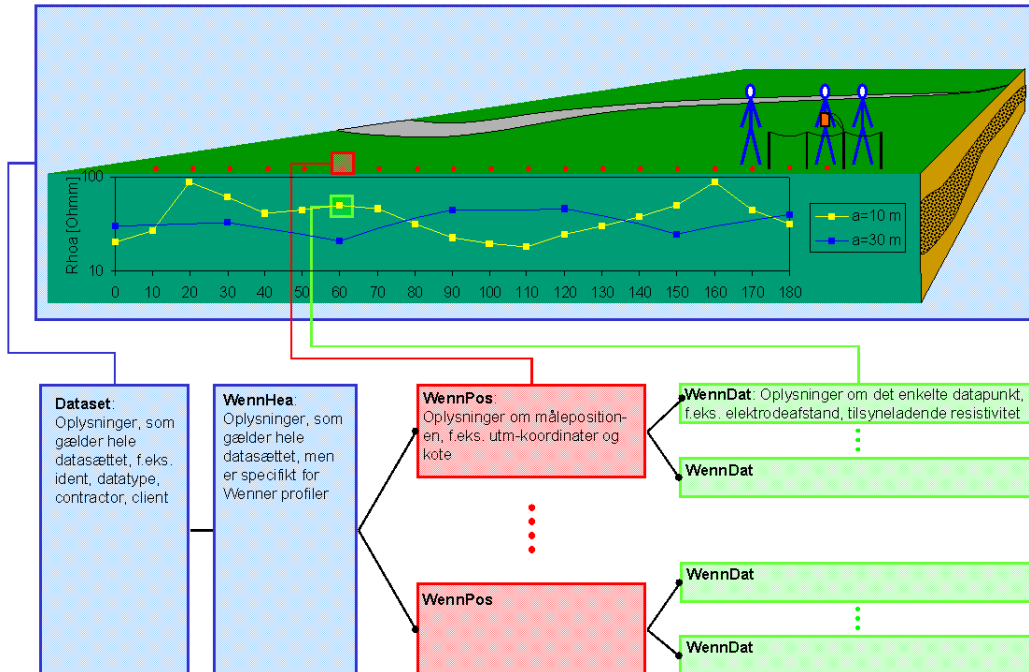 100
Rhoa [Ohmm]
10
0 10 20 30 40 50 60 70 80 90 100 110 120 130 140 150 160 170 180
a=10 m
a=30 m
Dataset:
Oplysninger, som
gælder hele
datasættet, f.eks.
ident, datatype,
contractor, client
WennHea:
Oplysninger, som
gælder hele
datasættet, men
er specifikt for
Wenner profiler
WennPos:
Oplysninger om måleposition-
en, f.eks. utm-koordinater og
kote
WennDat: Oplysninger om det enkelte datapunkt,
f.eks. elektrodeafstand, tilsyneladende resistivitet
WennDat
WennPos
WennDat
WennDat